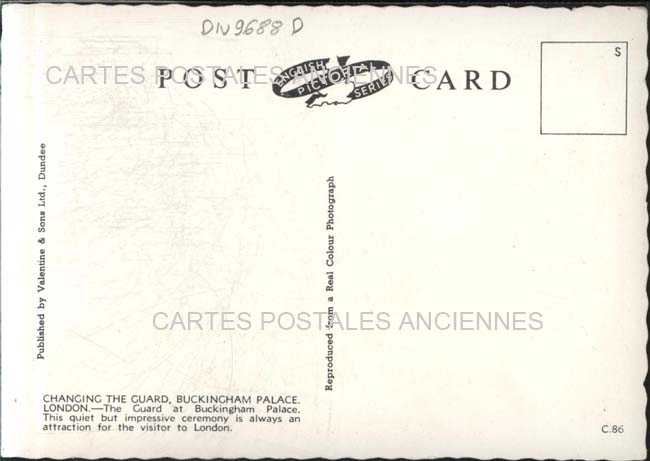 DN9688 D
S
POST CARD
ENGLISH PICTORIAL SERIES
CARTES POSTALES ANCIENNES
Published by Valentine & Sons Ltd., Dundee
Reproduced from a Real Colour Photograph
CARTES POSTALES ANCIENNES
CHANGING THE GUARD, BUCKINGHAM PALACE.
LONDON.—The Guard at Buckingham Palace.
This quiet but impressive ceremony is always an
attraction for the visitor to London.
C.86